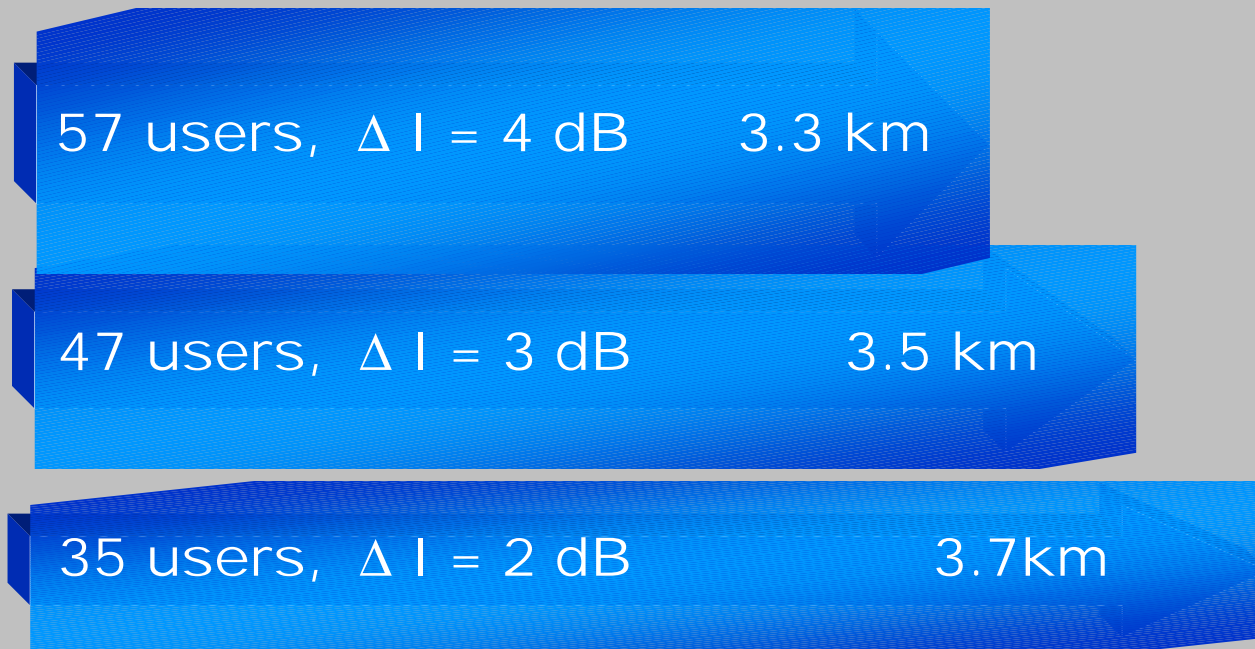 57 users, Δ I = 4 dB 3.3 km
47 users, Δ I = 3 dB 3.5 km
35 users, Δ I = 2 dB 3.7km